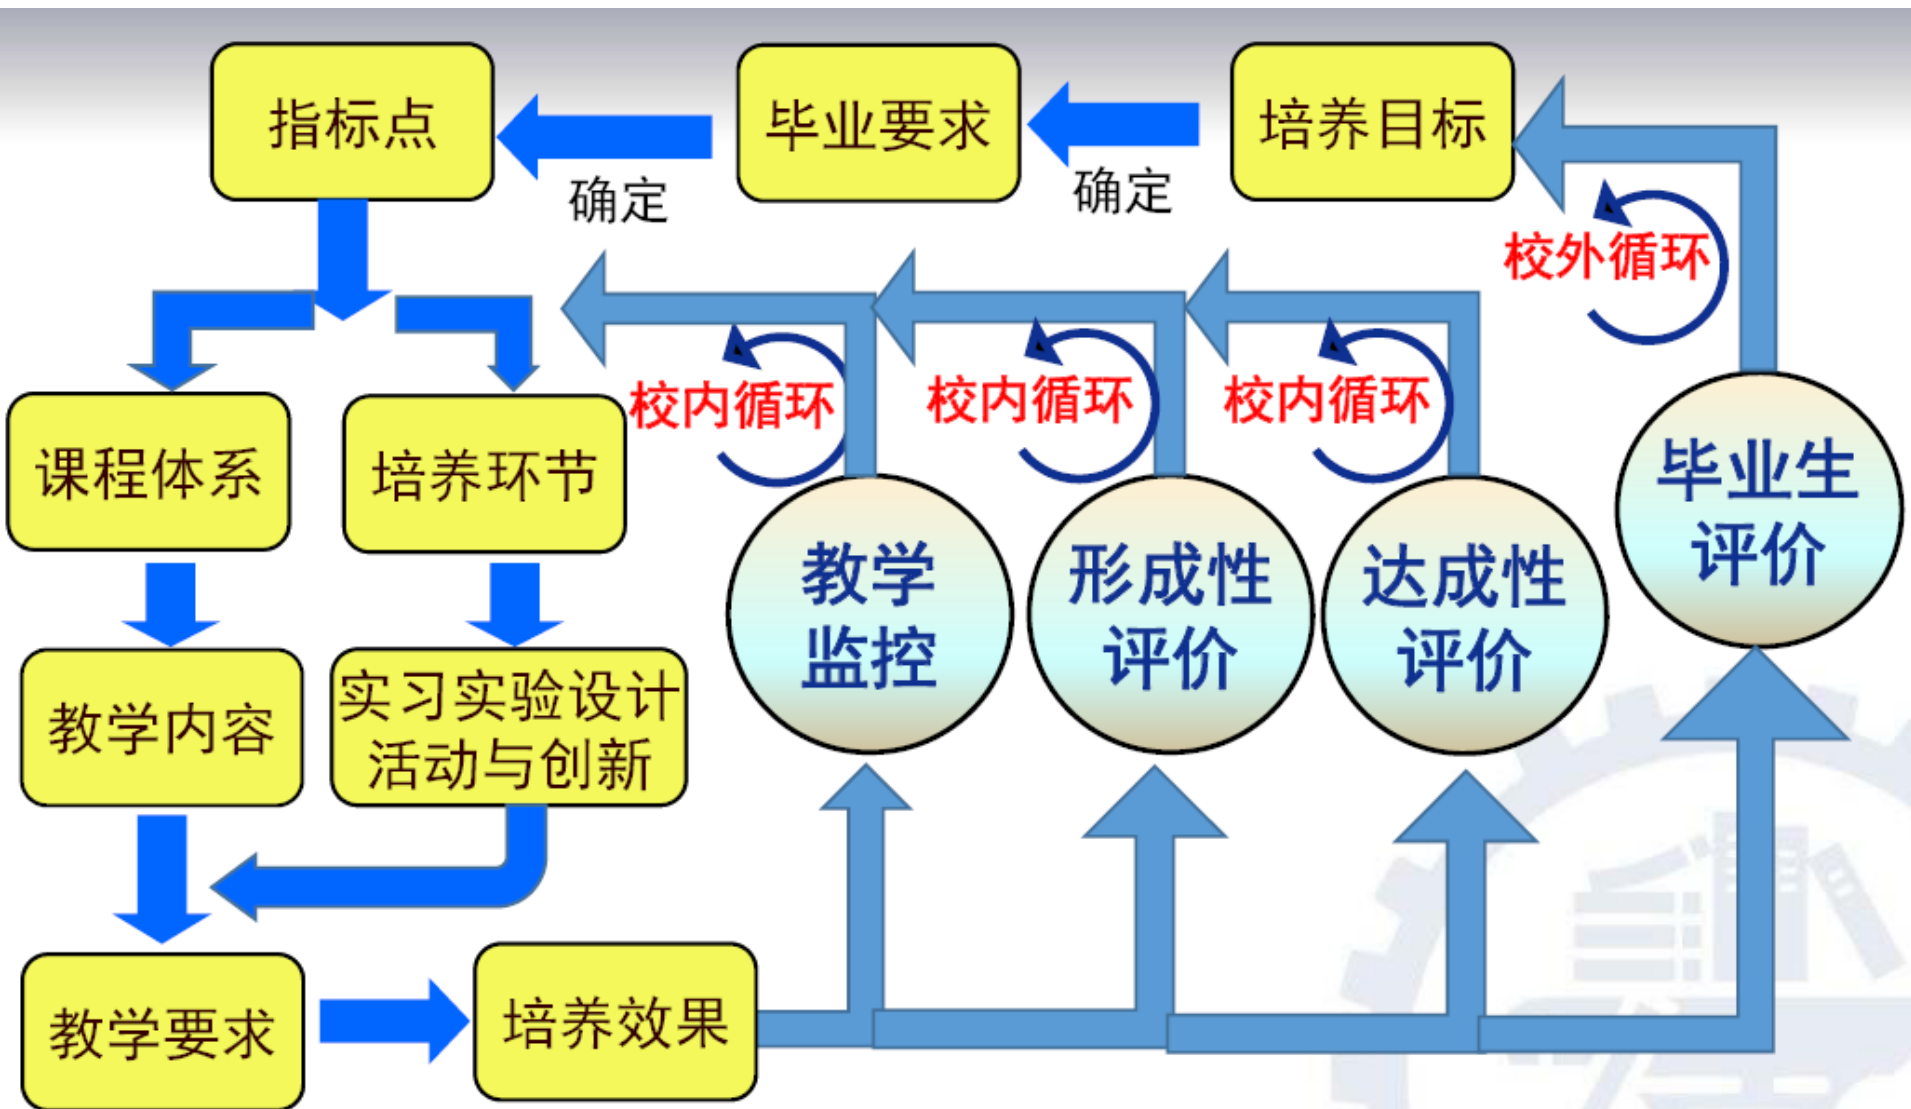 指标点
毕业要求
培养目标
确定
确定
校外循环
校内循环
校内循环
校内循环
课程体系
培养环节
毕业生
评价
教学
监控
形成性
评价
达成性
评价
教学内容
实习实验设计
活动与创新
教学要求
培养效果